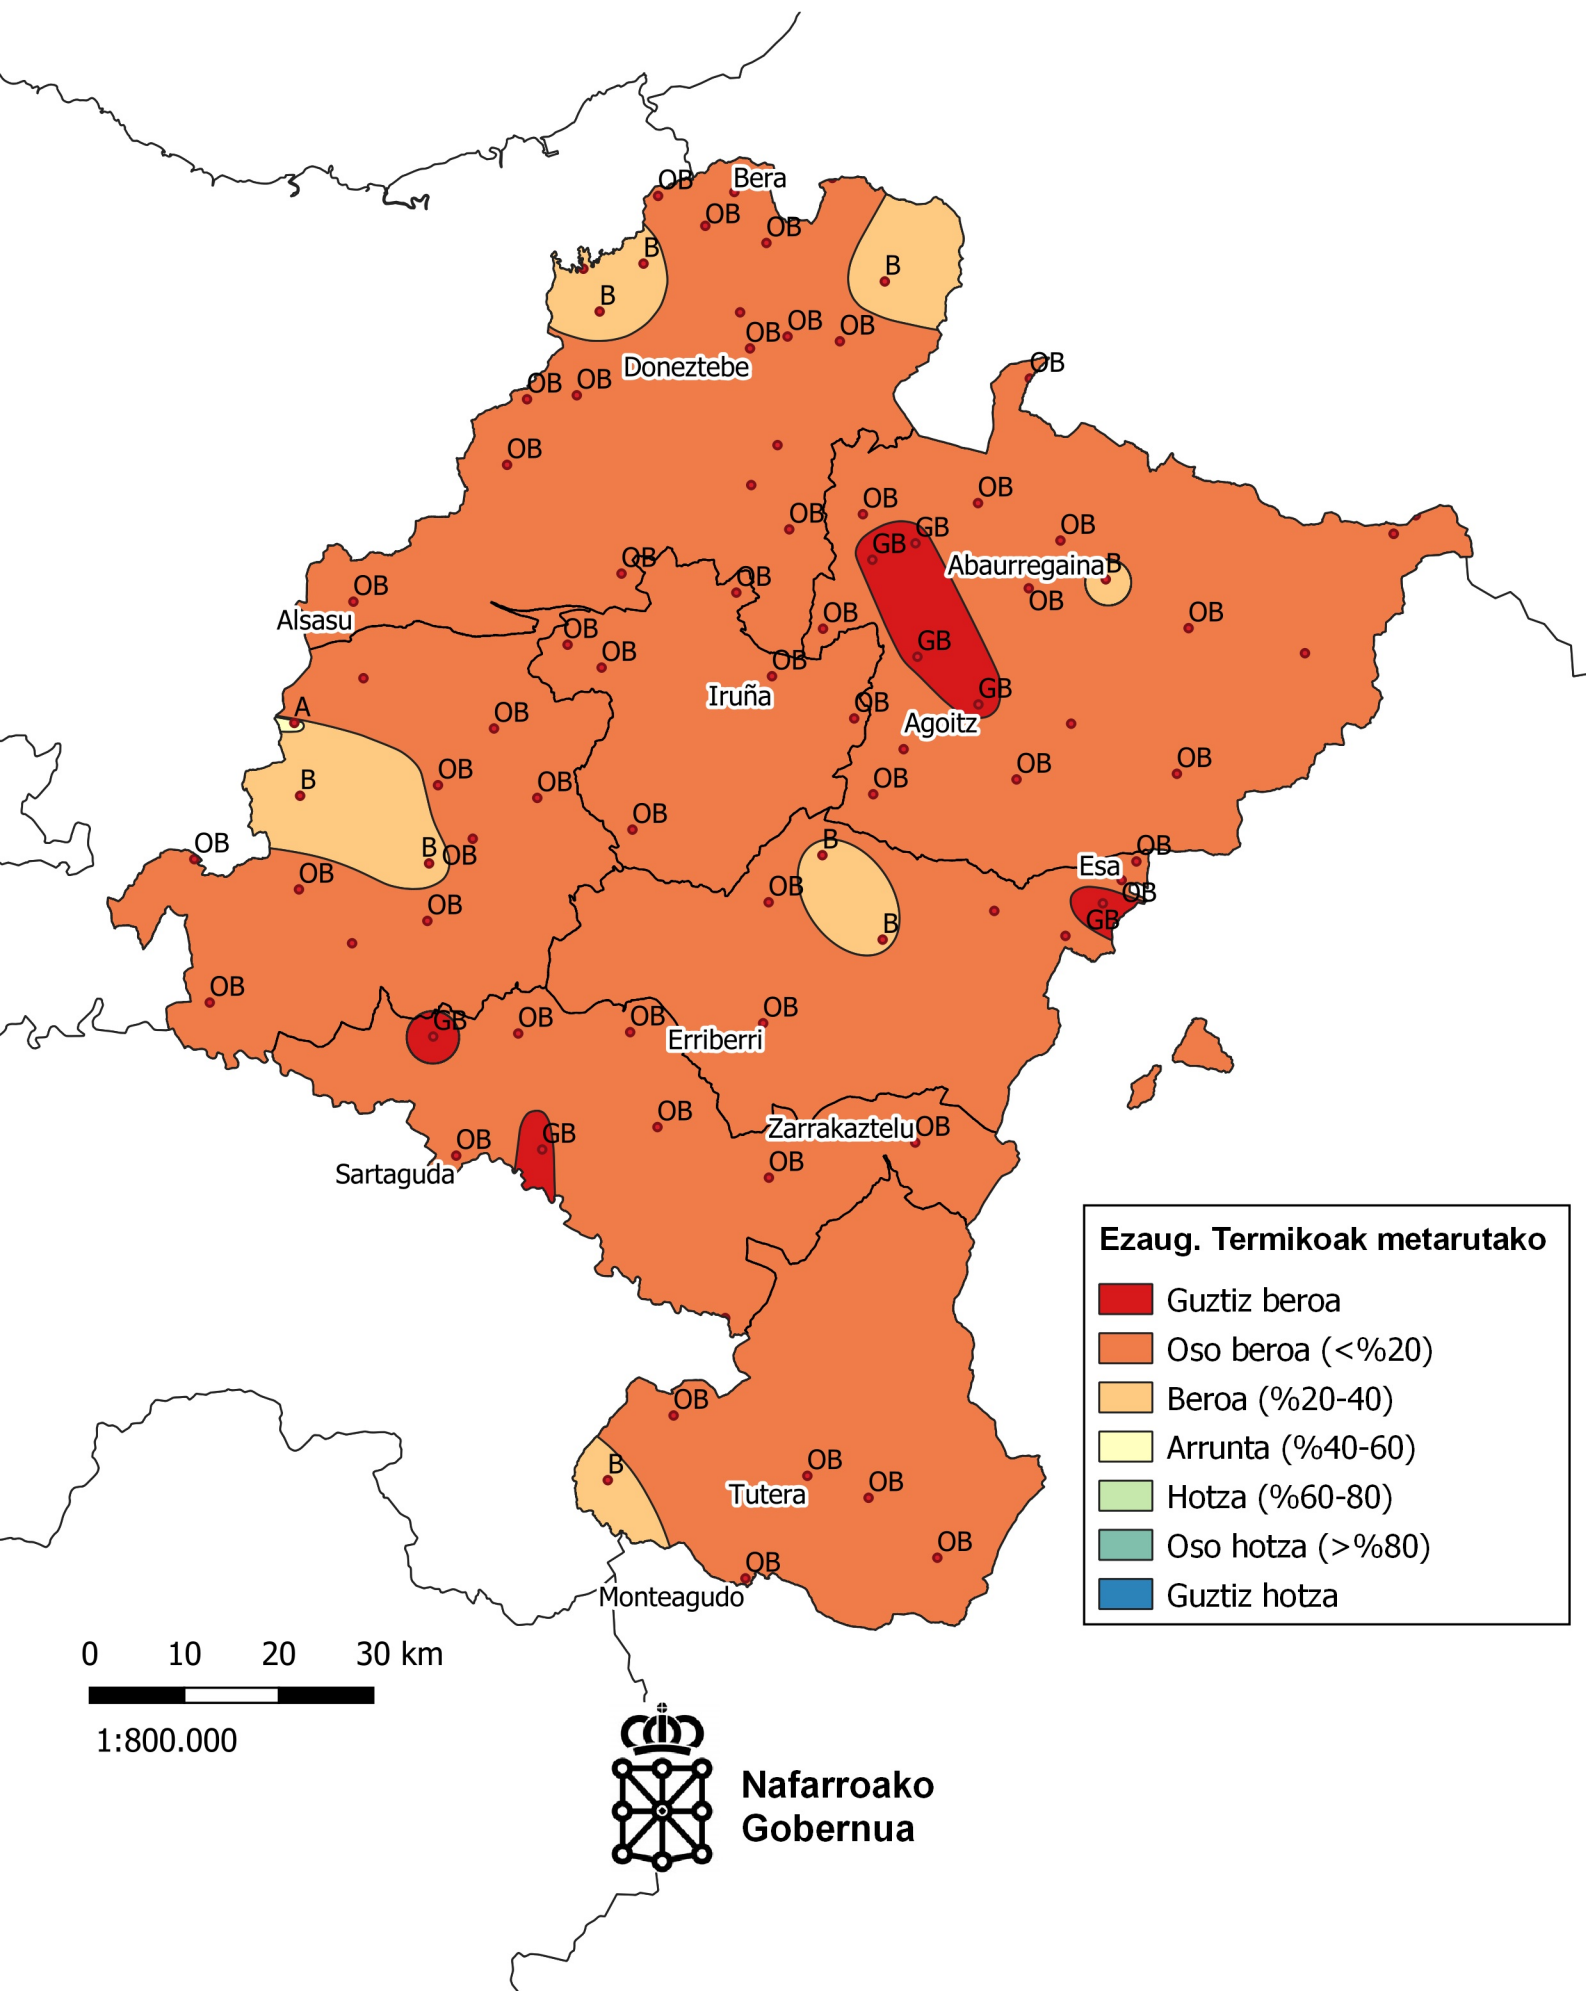 OB
Bera
OB
OB
B
B
B
OB
OB
OB
Doneztebe
OB
OB
OB
OB
OB
OB
OB
OB
GB
GB
OB
Abaurregaina
B
OB
OB
OB
OB
OB
Alsasu
OB
OB
OB
OB
OB
Iruña
GB
GB
OB
Agoitz
A
OB
OB
B
OB
OB
OB
OB
OB
B
OB
OB
OB
B
OB
Esa
OB
OB
GB
OB
B
OB
OB
GB
OB
OB
OB
Erriberri
OB
Zarrakaztelu
OB
OB
GB
OB
Sartaguda
Ezaug. Termikoak metarutako
Guztiz beroa
Oso beroa (<%20)
Beroa (%20-40)
Arrunta (%40-60)
Hotza (%60-80)
Oso hotza (>%80)
Guztiz hotza
OB
B
OB
OB
Tutera
OB
OB
Monteagudo
0 10 20 30 km
1:800.000
Nafarroako
Gobernua